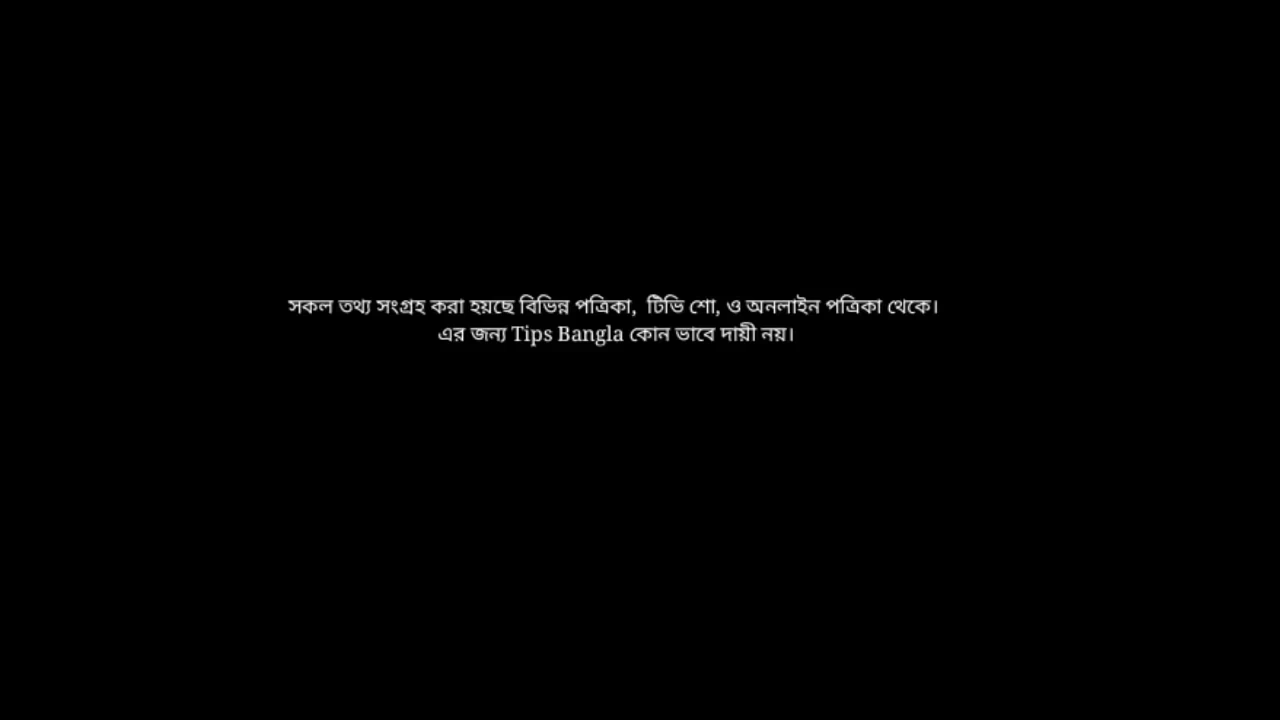 সকল তথ্য সংগ্রহ করা হয়ছে বিভিন্ন পত্রিকা, টিভি শো, ও অনলাইন পত্রিকা থেকে।
এর জন্য Tips Bangla কোন ভাবে দায়ী নয়।